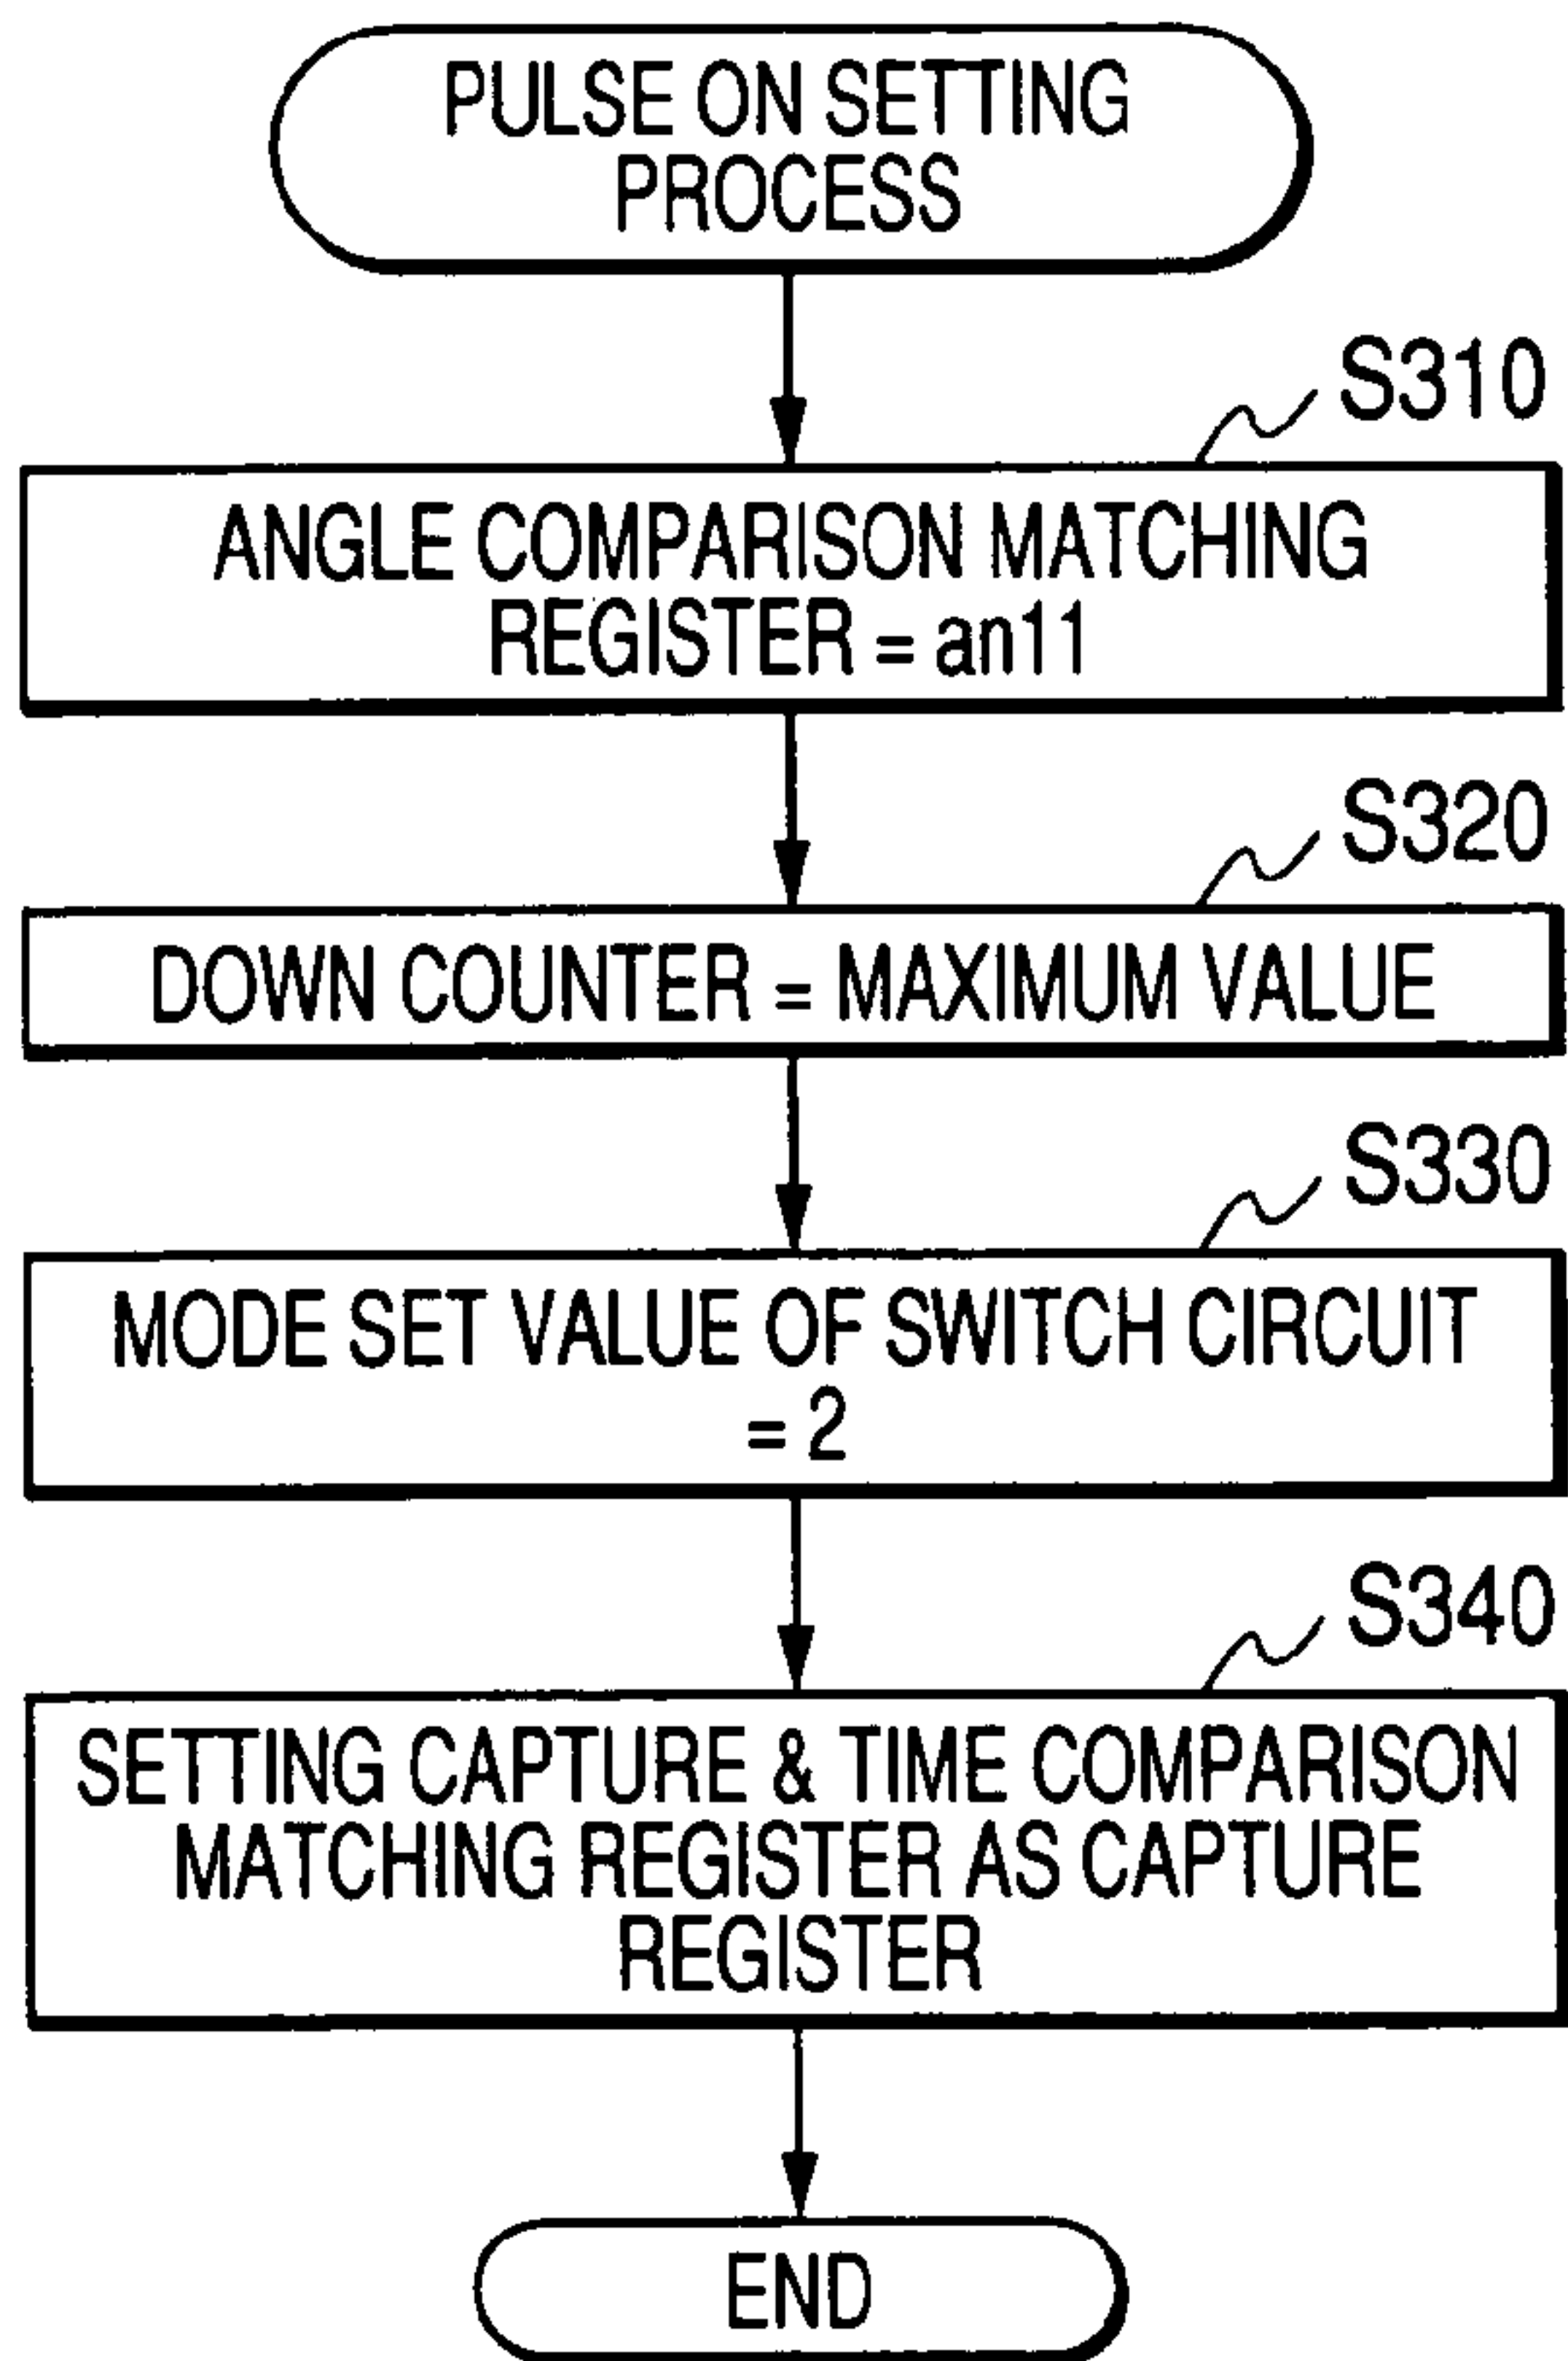 PULSE ON SETTING
PROCESS
S310
ANGLE COMPARISON MATCHING
REGISTER = an11
S320
DOWN COUNTER = MAXIMUM VALUE
S330
MODE SET VALUE OF SWITCH CIRCUIT
= 2
S340
SETTING CAPTURE & TIME COMPARISON
MATCHING REGISTER AS CAPTURE
REGISTER
END